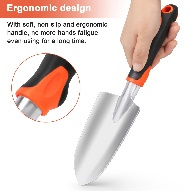 Ergonomic design
With soft, non-slip and ergonomic
handle, no more hands fatigue
even using for a long time.